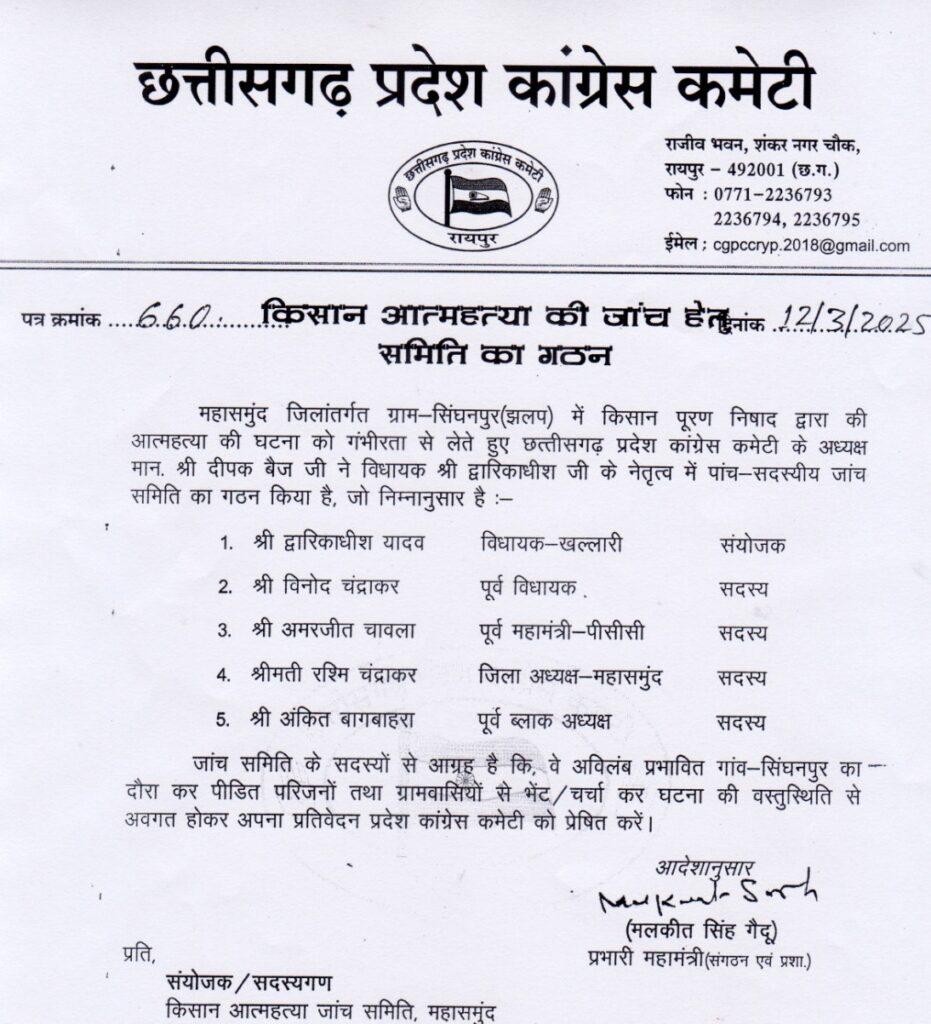 छत्तीसगढ़ प्रदेश कांग्रेस कमेटी
छत्तीसगढ़ प्रदेश कांग्रेस कमेटी
रायपुर
राजीव भवन, शंकर नगर चौक,
रायपुर – 492001 (छ.ग.)
फोन : 0771–2236793
2236794, 2236795
ईमेल : cgpccryp.2018@gmail.com
पत्र क्रमांक ....660........... किसान आत्महत्या की जांच हेतु दिनांक ..12/3/2025
समिति का गठन
महासमुंद जिलांतर्गत ग्राम–सिंघनपुर(झलप) में किसान पूरण निषाद द्वारा की
आत्महत्या की घटना को गंभीरता से लेते हुए छत्तीसगढ़ प्रदेश कांग्रेस कमेटी के अध्यक्ष
मान. श्री दीपक बैज जी ने विधायक श्री द्वारिकाधीश जी के नेतृत्व में पांच–सदस्यीय जांच
समिति का गठन किया है, जो निम्नानुसार है :–
1. श्री द्वारिकाधीश यादव विधायक–खल्लारी संयोजक
2. श्री विनोद चंद्राकर पूर्व विधायक . सदस्य
3. श्री अमरजीत चावला पूर्व महामंत्री–पीसीसी सदस्य
4. श्रीमती रश्मि चंद्राकर जिला अध्यक्ष–महासमुंद सदस्य
5. श्री अंकित बागबाहरा पूर्व ब्लाक अध्यक्ष सदस्य
जांच समिति के सदस्यों से आग्रह है कि, वे अविलंब प्रभावित गांव–सिंघनपुर का
दौरा कर पीडित परिजनों तथा ग्रामवासियों से भेंट/चर्चा कर घटना की वस्तुस्थिति से
अवगत होकर अपना प्रतिवेदन प्रदेश कांग्रेस कमेटी को प्रेषित करें।
आदेशानुसार
(मलकीत सिंह गैदू)
प्रभारी महामंत्री(संगठन एवं प्रशा.)
प्रति,
संयोजक/सदस्यगण
किसान आत्महत्या जांच समिति, महासमुंद